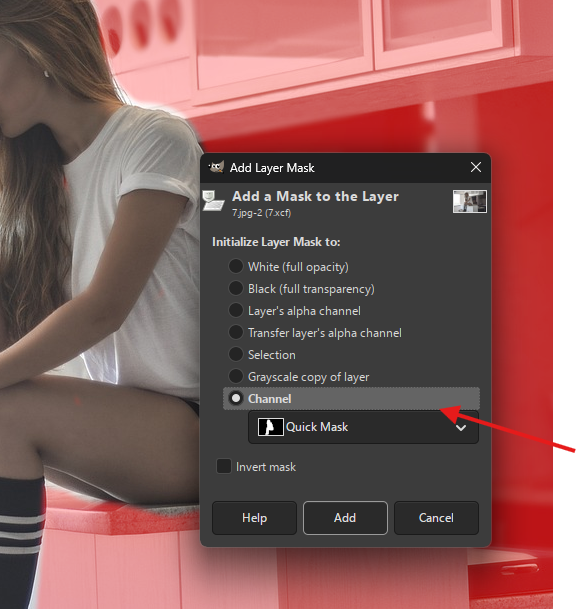 Add Layer Mask
Add a Mask to the Layer
7.jpg-2 (7.xcf)
Initialize Layer Mask to:
White (full opacity)
Black (full transparency)
Layer's alpha channel
Transfer layer's alpha channel
Selection
Grayscale copy of layer
Channel
Quick Mask
Invert mask
Help Add Cancel